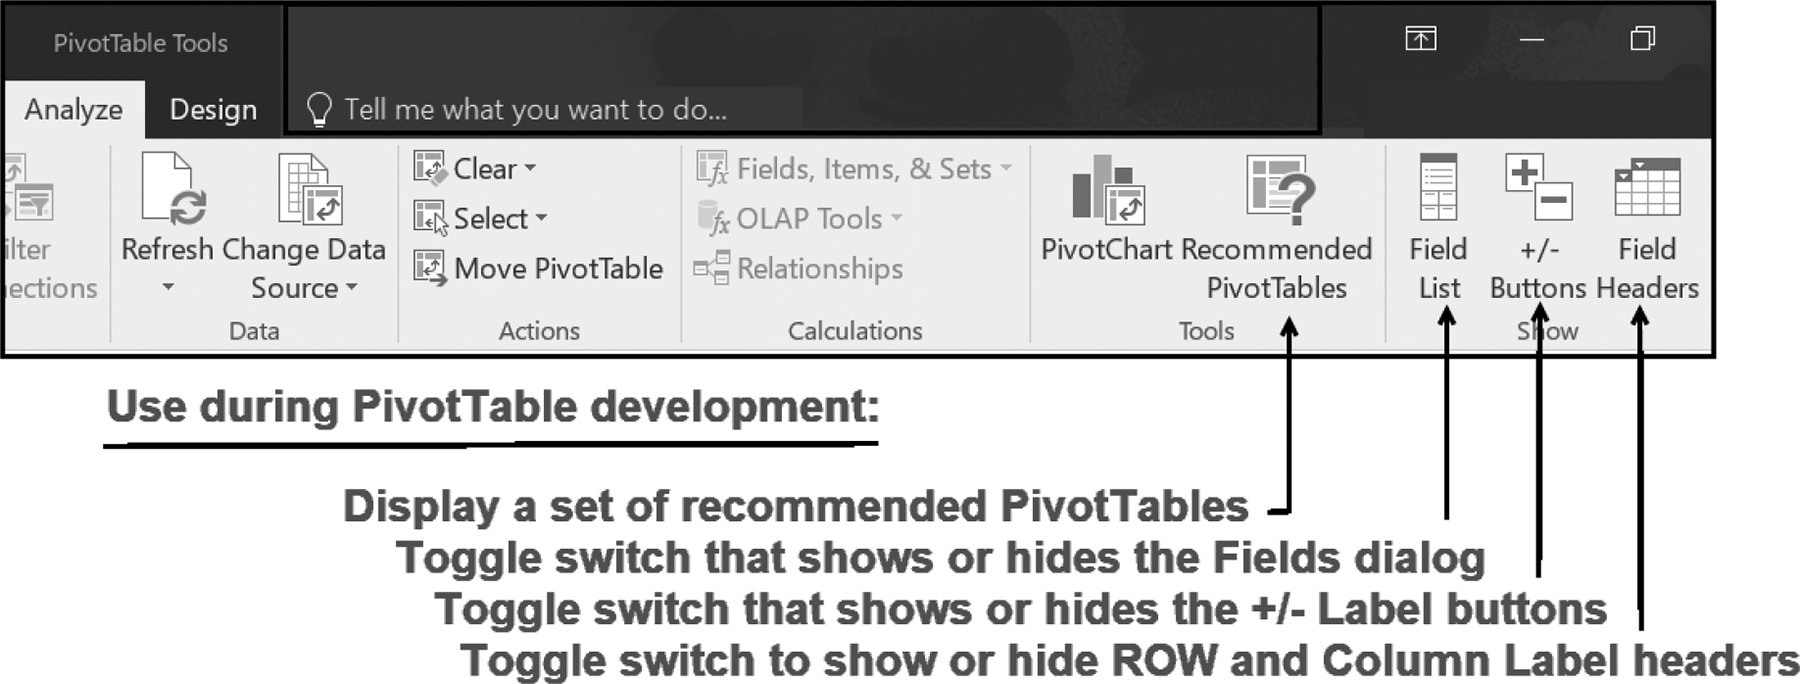 PivotTable Tools
Analyze Design Tell me what you want to do...
Clear Fields, Items, & Sets
Select OLAP Tools
ilter Refresh Change Data Move PivotTable Relationships PivotChart Recommended Field +/- Field
ections Source PivotTables List Buttons Headers
Data Actions Calculations Tools Show
Use during PivotTable development:
Display a set of recommended PivotTables
Toggle switch that shows or hides the Fields dialog
Toggle switch that shows or hides the +/- Label buttons
Toggle switch to show or hide ROW and Column Label headers